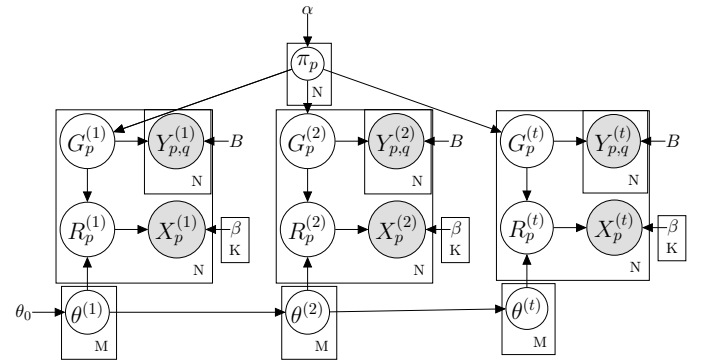 α
π_p
N
G_p^{(1)} Y_{p,q}^{(1)} B G_p^{(2)} Y_{p,q}^{(2)} B G_p^{(t)} Y_{p,q}^{(t)} B
N N N
R_p^{(1)} X_p^{(1)} β R_p^{(2)} X_p^{(2)} β R_p^{(t)} X_p^{(t)} β
K K K
N N N
θ_0 θ^{(1)} θ^{(2)} θ^{(t)}
M M M